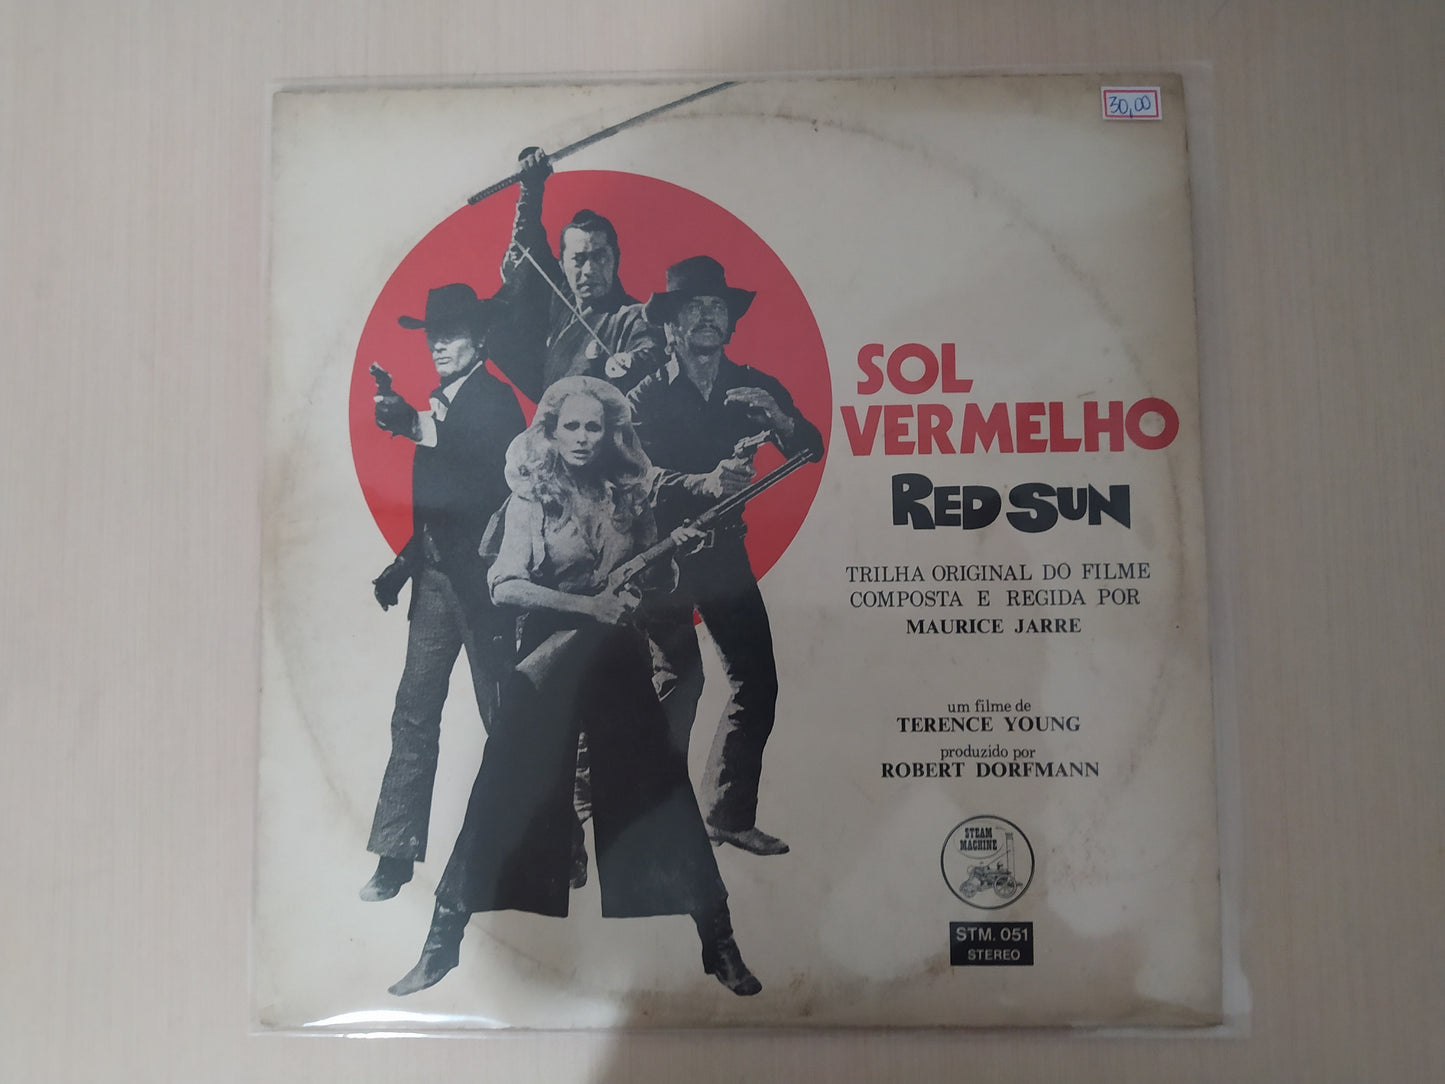 30,00
SOL
VERMELHO
RED SUN
TRILHA ORIGINAL DO FILME
COMPOSTA E REGIDA POR
MAURICE JARRE
um filme de
TERENCE YOUNG
produzido por
ROBERT DORFMANN
STEAM
MACHINE
STM. 051
STEREO